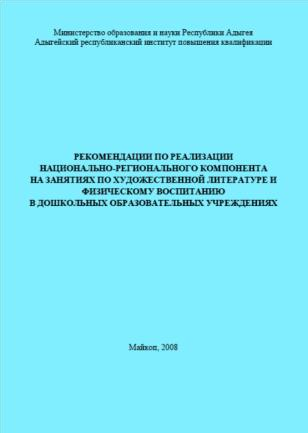 Министерство образования и науки Республики Адыгея
Адыгейский республиканский институт повышения квалификации
РЕКОМЕНДАЦИИ ПО РЕАЛИЗАЦИИ
НАЦИОНАЛЬНО-РЕГИОНАЛЬНОГО КОМПОНЕНТА
НА ЗАНЯТИЯХ ПО ХУДОЖЕСТВЕННОЙ ЛИТЕРАТУРЕ И
ФИЗИЧЕСКОМУ ВОСПИТАНИЮ
В ДОШКОЛЬНЫХ ОБРАЗОВАТЕЛЬНЫХ УЧРЕЖДЕНИЯХ
Майкоп, 2008